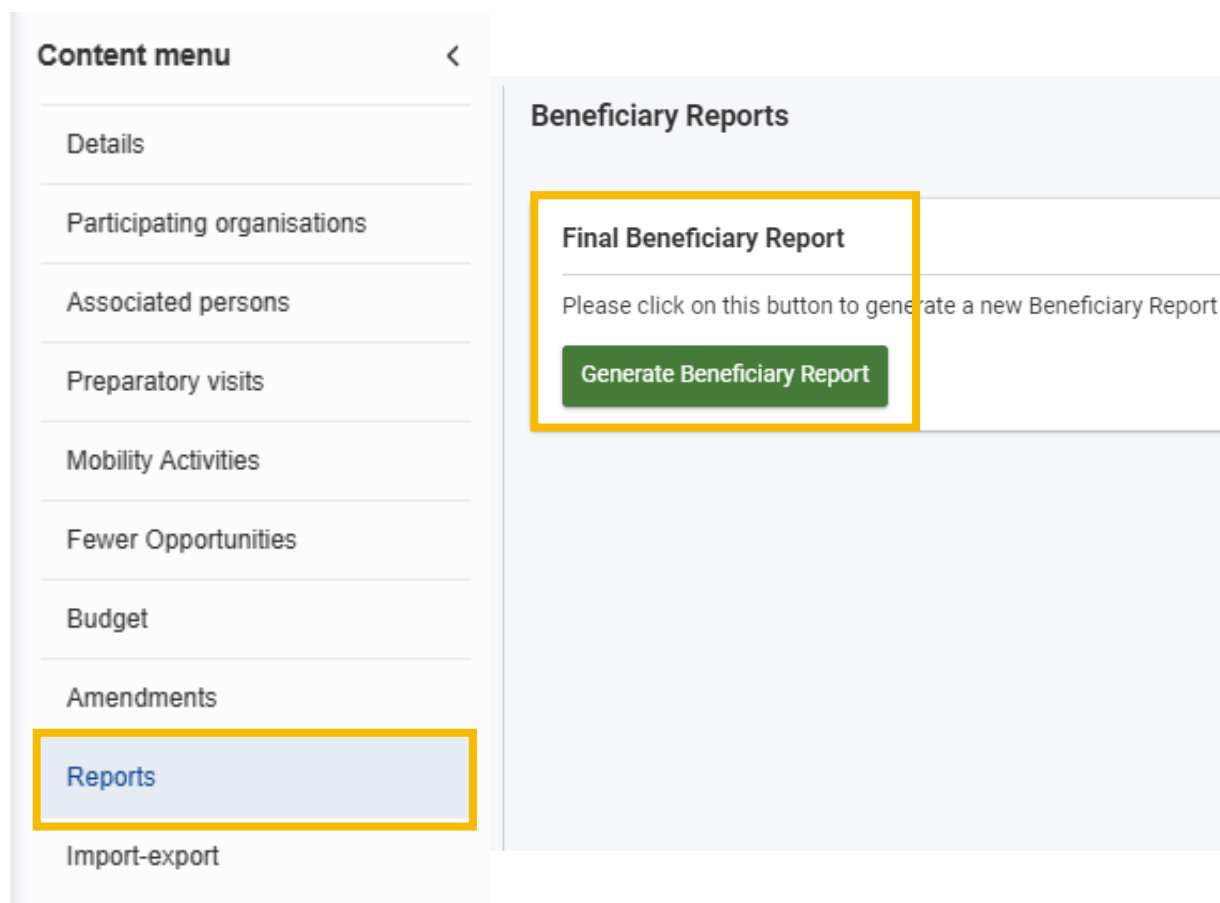 Content menu
Details
Participating organisations
Associated persons
Preparatory visits
Mobility Activities
Fewer Opportunities
Budget
Amendments
Reports
Import-export
Beneficiary Reports
Final Beneficiary Report
Please click on this button to generate a new Beneficiary Report
Generate Beneficiary Report